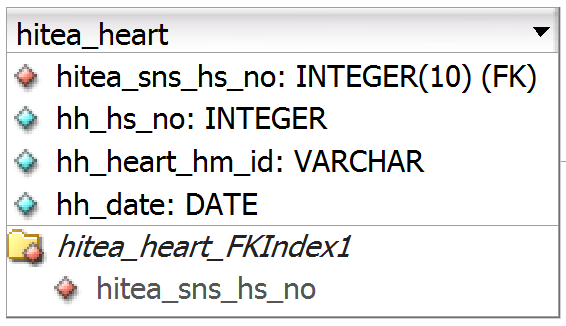 hitea_heart
hitea_sns_hs_no: INTEGER(10) (FK)
hh_hs_no: INTEGER
hh_heart_hm_id: VARCHAR
hh_date: DATE
hitea_heart_FKIndex1
hitea_sns_hs_no